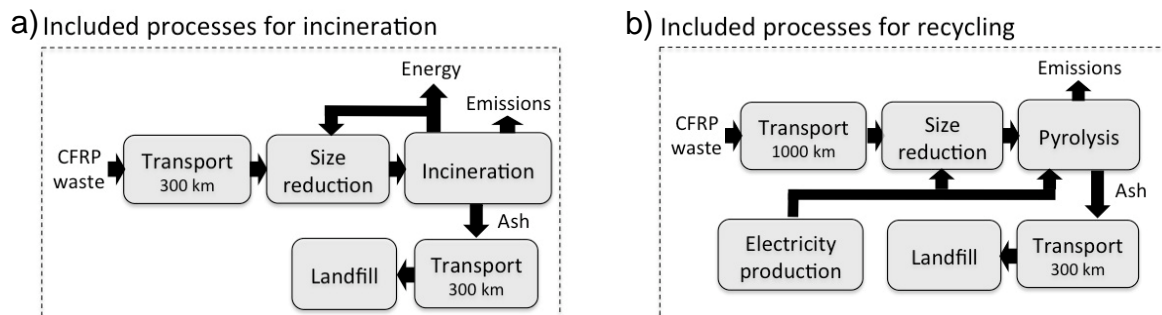 a) Included processes for incineration
Energy
Emissions
CFRP
waste
Transport
300 km
Size
reduction
Incineration
Ash
Landfill
Transport
300 km
b) Included processes for recycling
Emissions
CFRP
waste
Transport
1000 km
Size
reduction
Pyrolysis
Ash
Electricity
production
Landfill
Transport
300 km